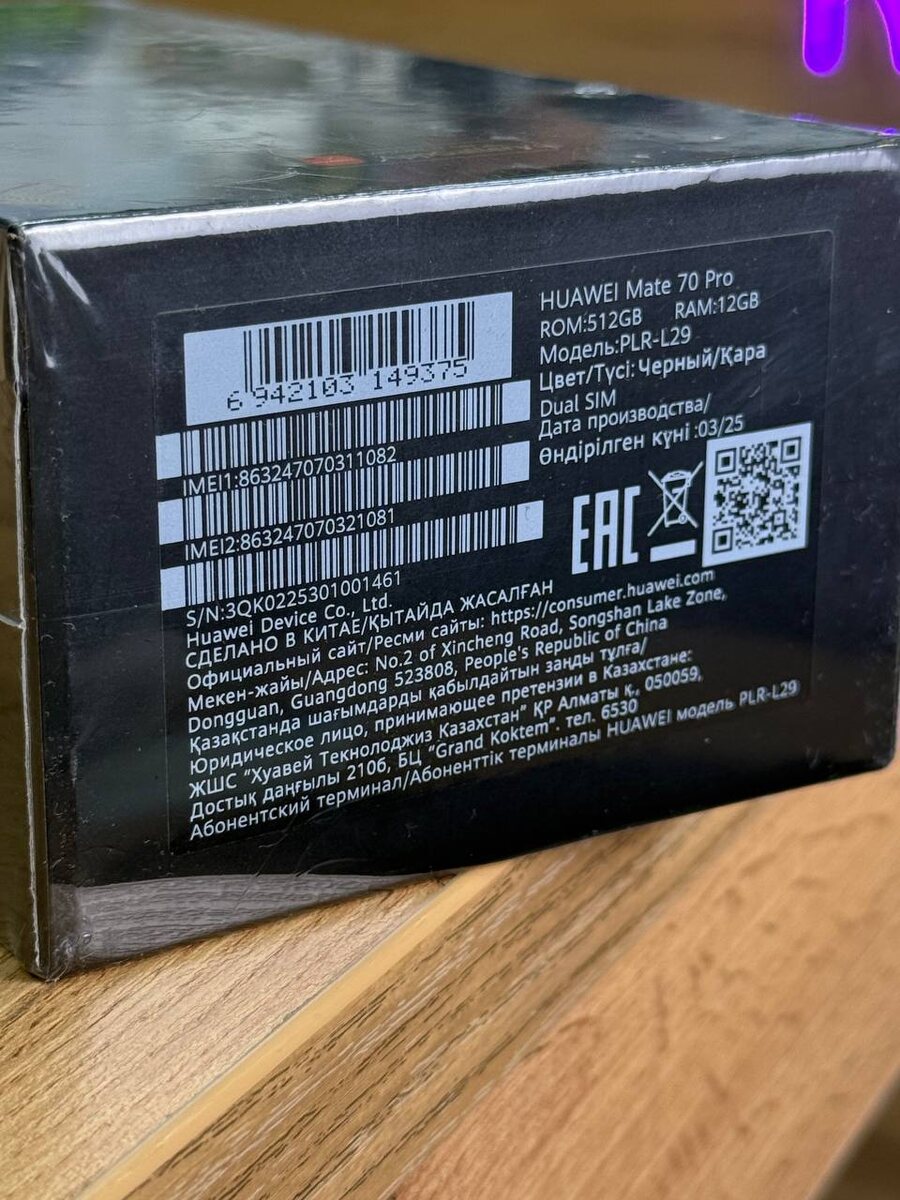 6 942103 149375
IMEI1:863247070311082
IMEI2:863247070321081
S/N:3QK0225301001461
HUAWEI Mate 70 Pro
ROM:512GB RAM:12GB
Модель:PLR-L29
Цвет/Түсі: Черный/Қара
Dual SIM
Дата производства/
Өндірілген күні :03/25
EAC
Huawei Device Co., Ltd.
СДЕЛАНО В КИТАЕ/ҚЫТАЙДА ЖАСАЛҒАН
Официальный сайт/Ресми сайты: https://consumer.huawei.com
Мекен-жайы/Адрес: No.2 of Xincheng Road, Songshan Lake Zone,
Dongguan, Guangdong 523808, People's Republic of China
Қазақстанда шағымдарды қабылдайтын заңды тұлға/
Юридическое лицо, принимающее претензии в Казахстане:
ЖШС "Хуавей Текнолоджиз Казахстан" ҚР Алматы қ., 050059,
Достық даңғылы 210б, БЦ "Grand Koktem". тел. 6530
Абонентский терминал/Абоненттік терминалы HUAWEI модель PLR-L29